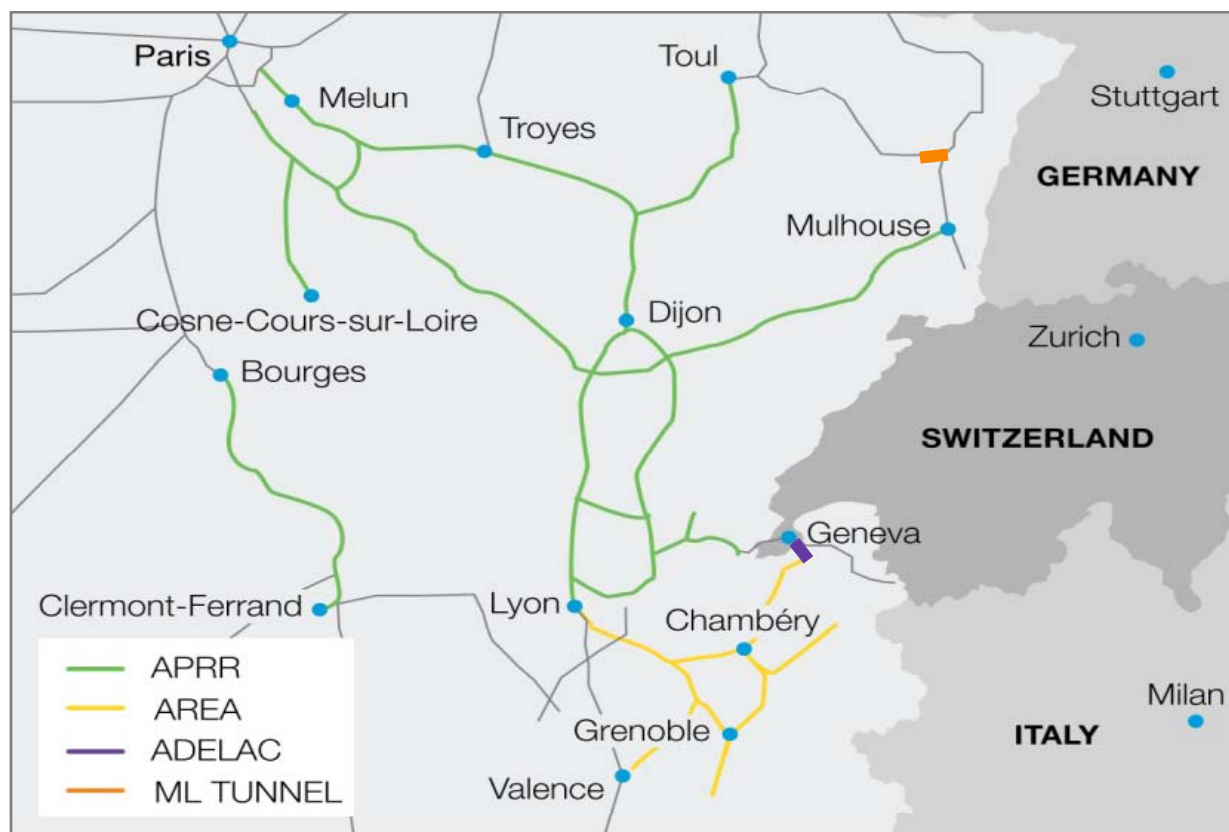 Paris
Melun
Toul
Stuttgart
Troyes
GERMANY
Mulhouse
Cosne-Cours-sur-Loire
Dijon
Zurich
Bourges
SWITZERLAND
Geneva
Clermont-Ferrand
Lyon
Chambéry
Milan
Grenoble
ITALY
Valence
APRR
AREA
ADELAC
ML TUNNEL